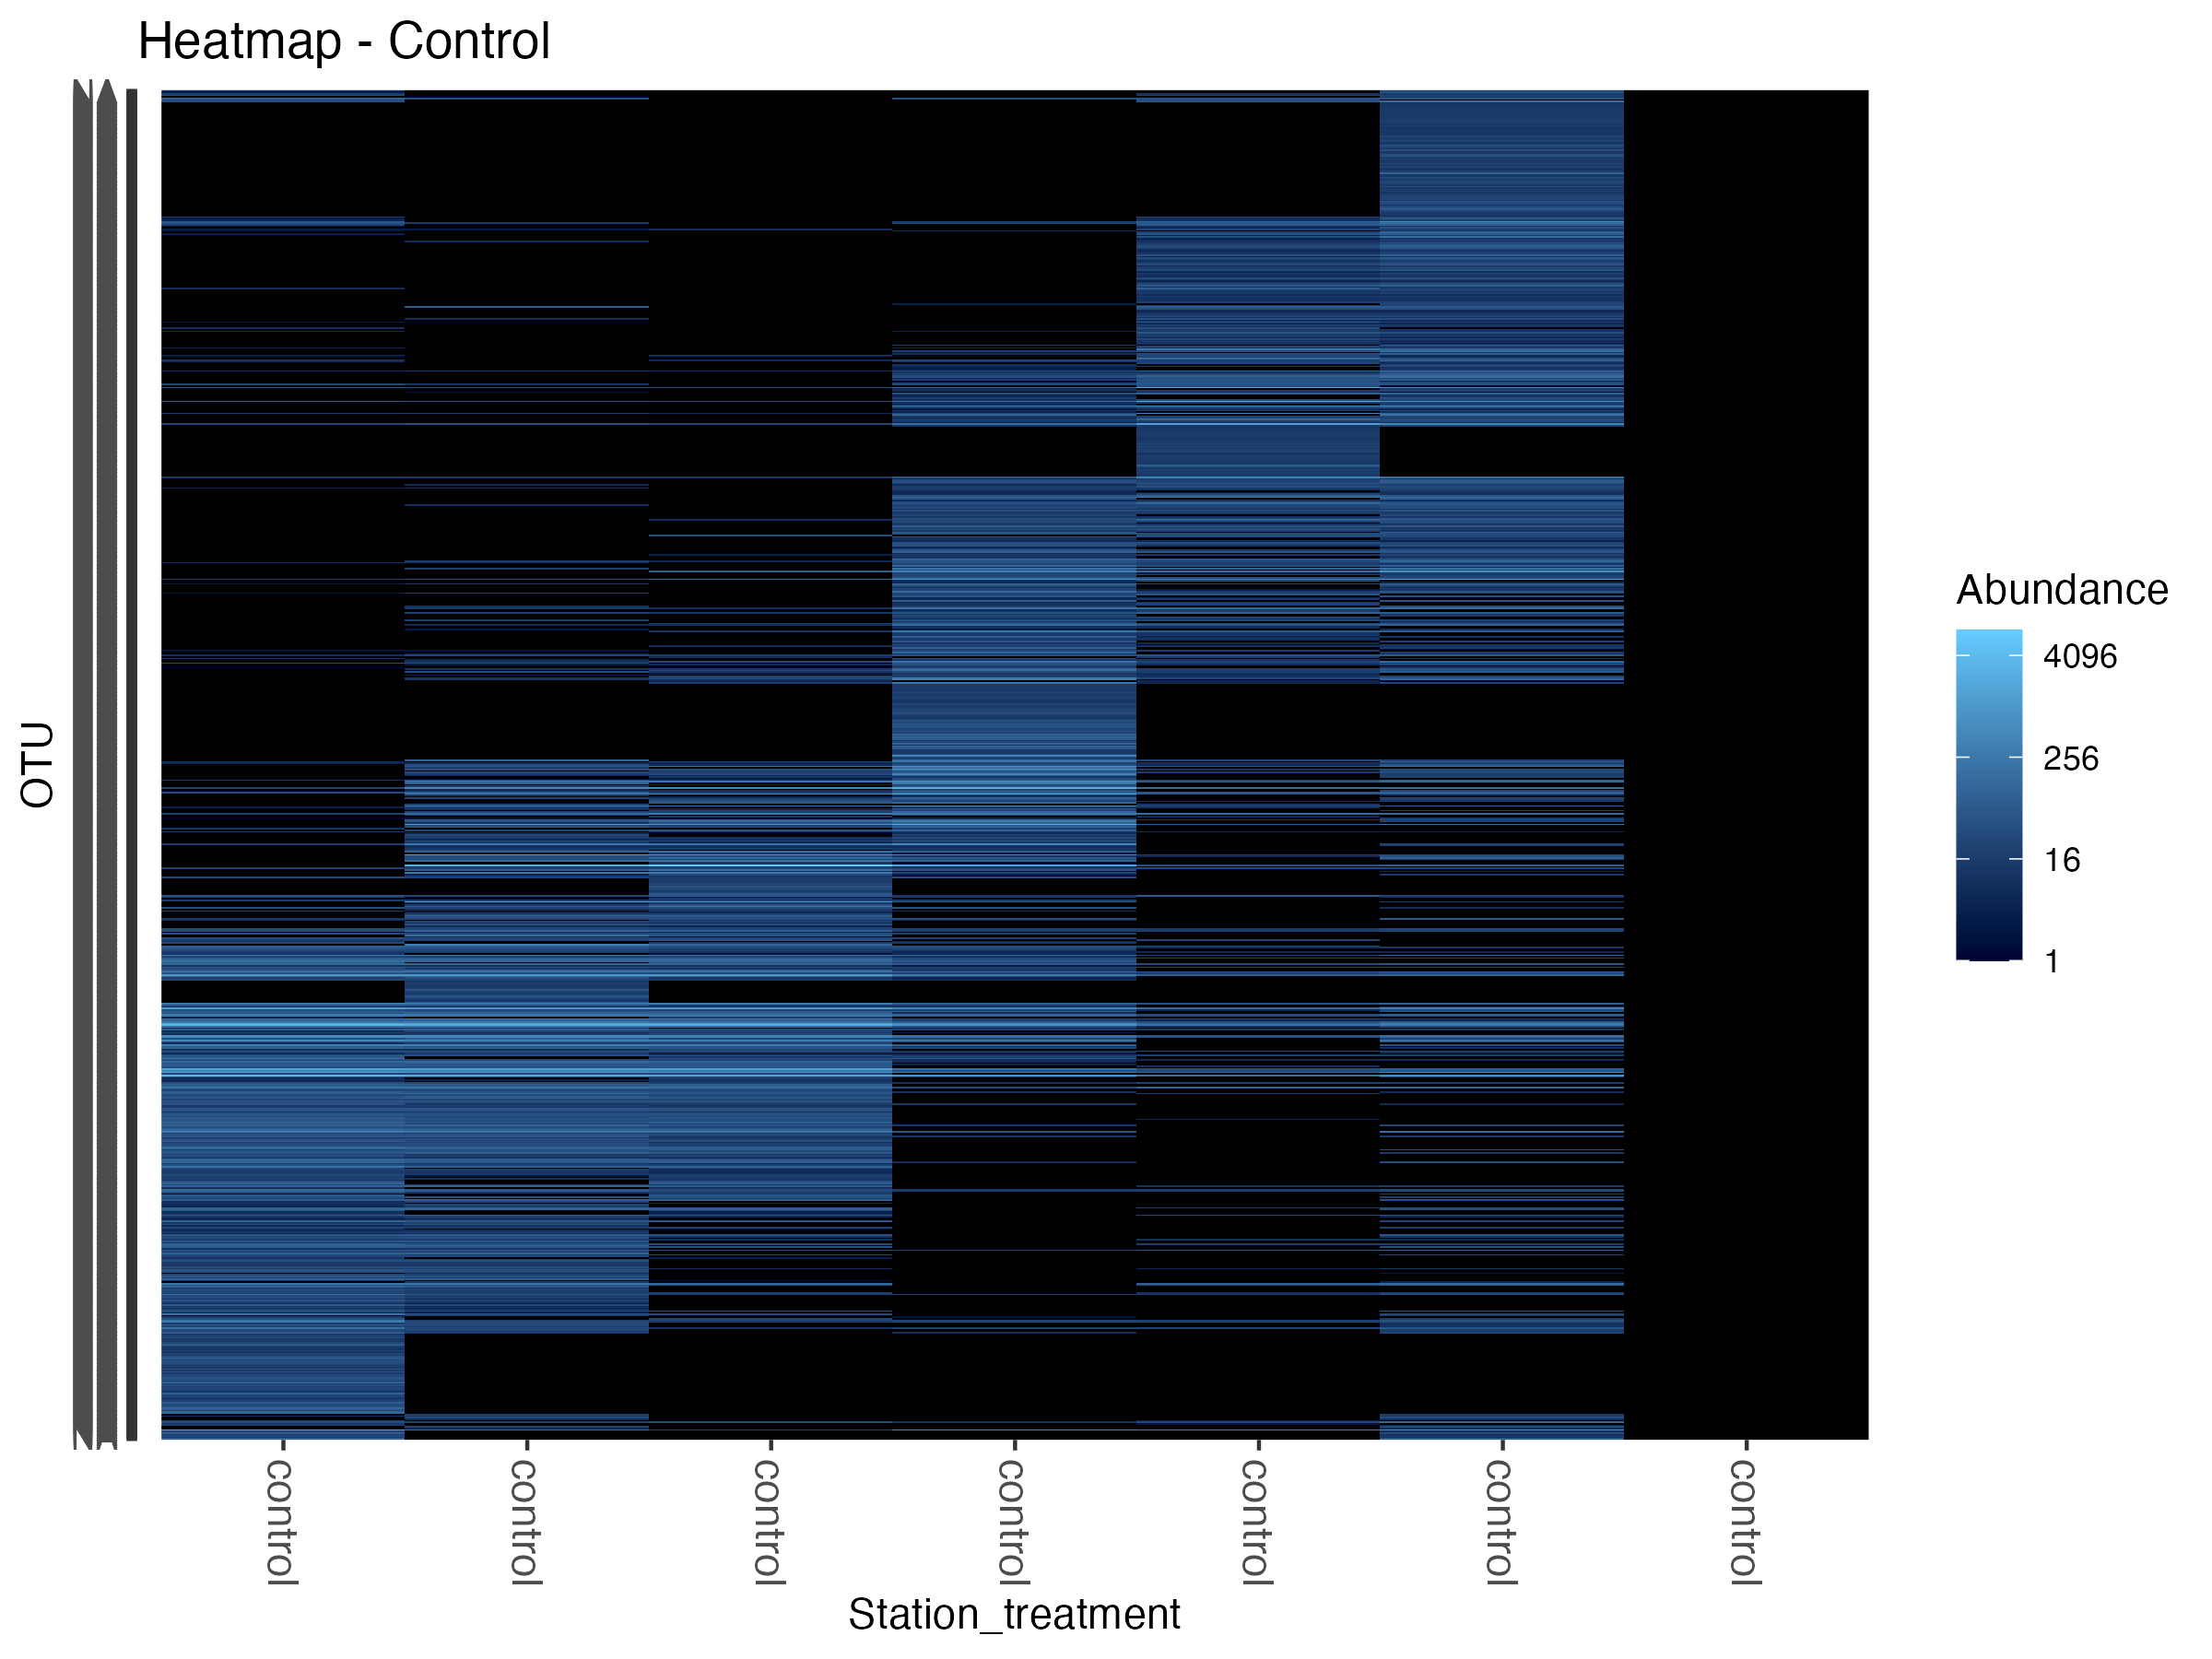 Heatmap - Control
OTU
Abundance
4096
256
16
1
control
control
control
control
control
control
control
Station_treatment